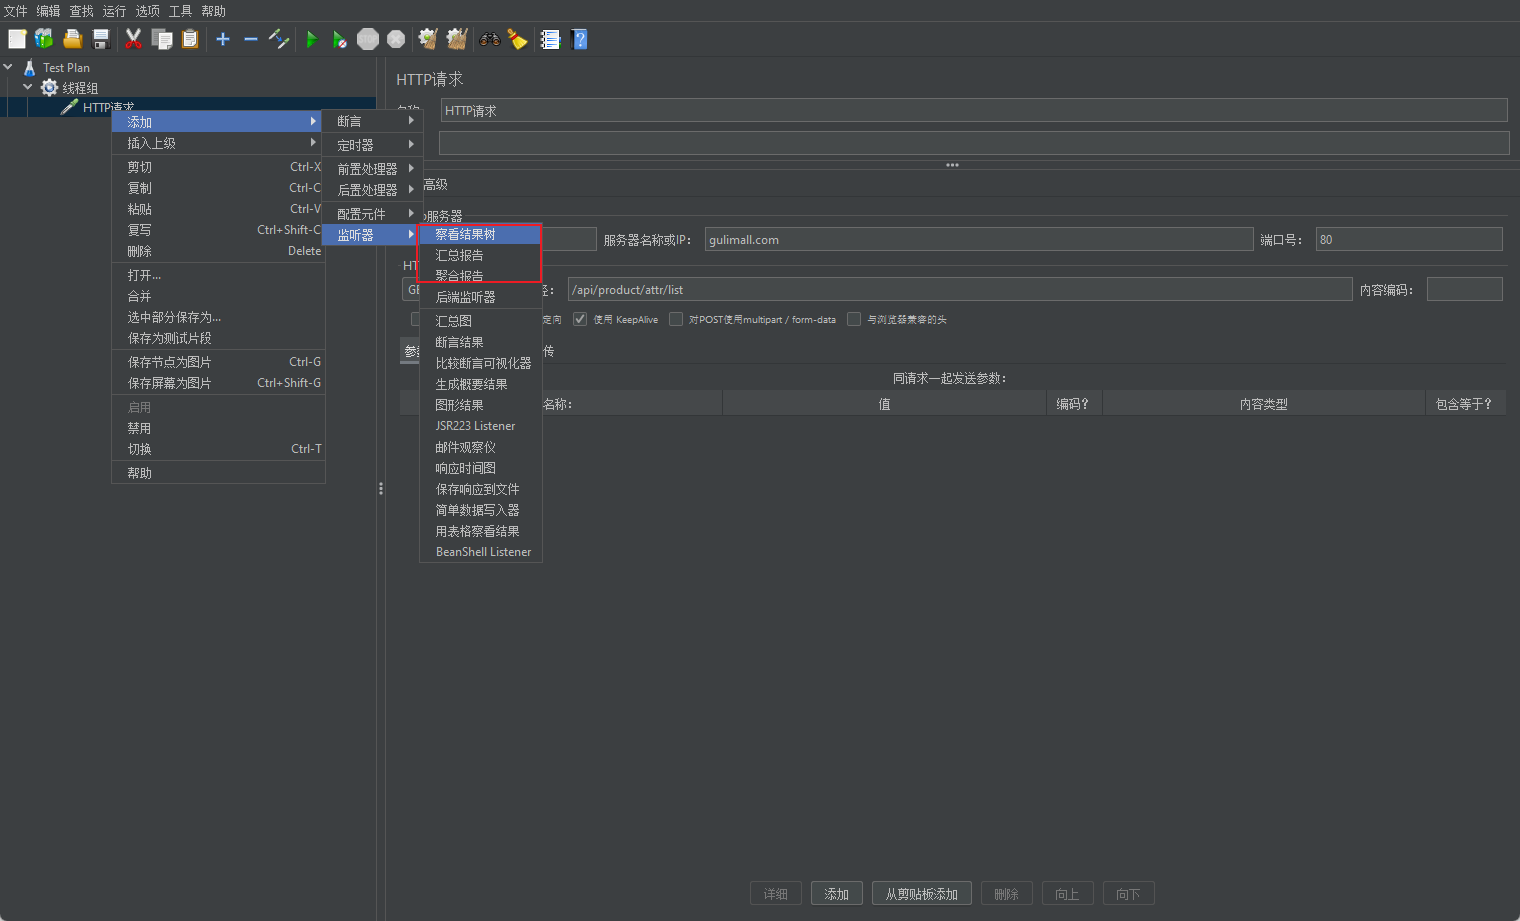 文件 编辑 查找 运行 选项 工具 帮助
Test Plan
线程组
HTTP请求
添加
插入上级
剪切 Ctrl-X
复制 Ctrl-C
粘贴 Ctrl-V
复写 Ctrl+Shift-C
删除 Delete
打开...
合并
选中部分保存为...
保存为测试片段
保存节点为图片 Ctrl-G
保存屏幕为图片 Ctrl+Shift-G
启用
禁用
切换 Ctrl-T
帮助
断言
定时器
前置处理器
后置处理器
配置元件
监听器
察看结果树
汇总报告
聚合报告
后端监听器
汇总图
断言结果
比较断言可视化器
生成概要结果
图形结果
JSR223 Listener
邮件观察仪
响应时间图
保存响应到文件
简单数据写入器
用表格察看结果
BeanShell Listener
HTTP请求
HTTP请求
高级
服务器
服务器名称或IP: gulimall.com 端口号: 80
HT
GE 径: /api/product/attr/list 内容编码:
定向 使用 KeepAlive 对POST使用multipart / form-data 与浏览器兼容的头
参 传
同请求一起发送参数:
名称: 值 编码? 内容类型 包含等于?
详细 添加 从剪贴板添加 删除 向上 向下